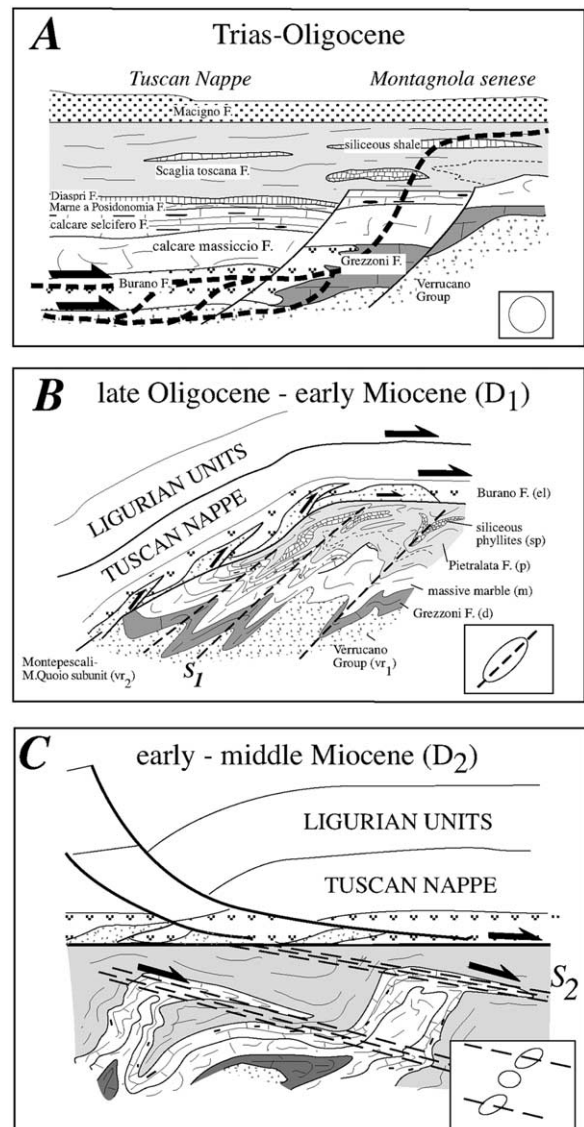 A
Trias-Oligocene
Tuscan Nappe
Montagnola senese
Macigno F.
siliceous shale
Scaglia toscana F.
Diaspri F.
Marne a Posidonomia F.
calcare selcifero F.
calcare massiccio F.
Grezzoni F.
Burano F.
Verrucano
Group
B
late Oligocene - early Miocene (D1)
LIGURIAN UNITS
TUSCAN NAPPE
Burano F. (el)
siliceous
phyllites (sp)
Pietralata F. (p)
massive marble (m)
Grezzoni F. (d)
Montepescali-
M.Quoio subunit (vr2)
S1
Verrucano
Group (vr1)
C
early - middle Miocene (D2)
LIGURIAN UNITS
TUSCAN NAPPE
S2